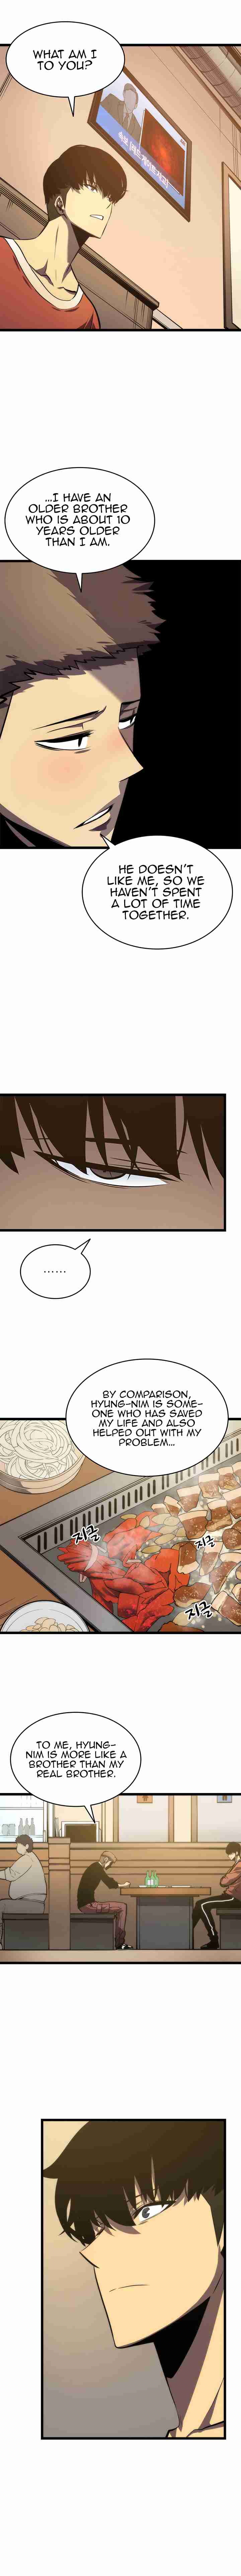 WHAT AM I
TO YOU?
...I HAVE AN
OLDER BROTHER
WHO IS ABOUT 10
YEARS OLDER
THAN I AM.
HE DOESN'T
LIKE ME, SO WE
HAVEN'T SPENT
A LOT OF TIME
TOGETHER.
......
BY COMPARISON,
HYUNG-NIM IS SOME-
ONE WHO HAS SAVED
MY LIFE AND ALSO
HELPED OUT WITH MY
PROBLEM...
지글
지글
지글
TO ME, HYUNG-
NIM IS MORE LIKE A
BROTHER THAN MY
REAL BROTHER.